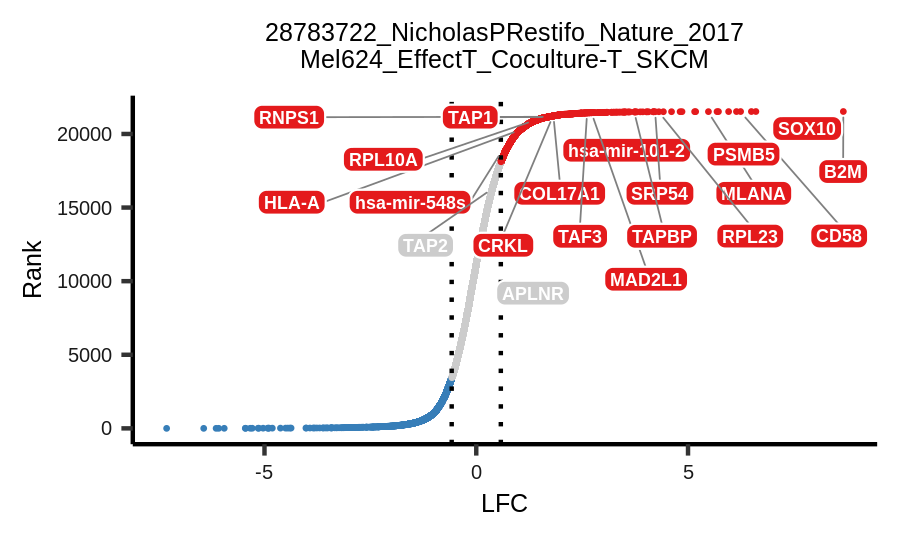 28783722_NicholasPRestifo_Nature_2017
Mel624_EffectT_Coculture-T_SKCM
Rank
20000
15000
10000
5000
0
RNPS1
TAP1
SOX10
hsa-mir-101-2
PSMB5
RPL10A
B2M
HLA-A
hsa-mir-548s
COL17A1
SRP54
MLANA
TAP2
CRKL
TAF3
TAPBP
RPL23
CD58
MAD2L1
APLNR
-5
0
5
LFC